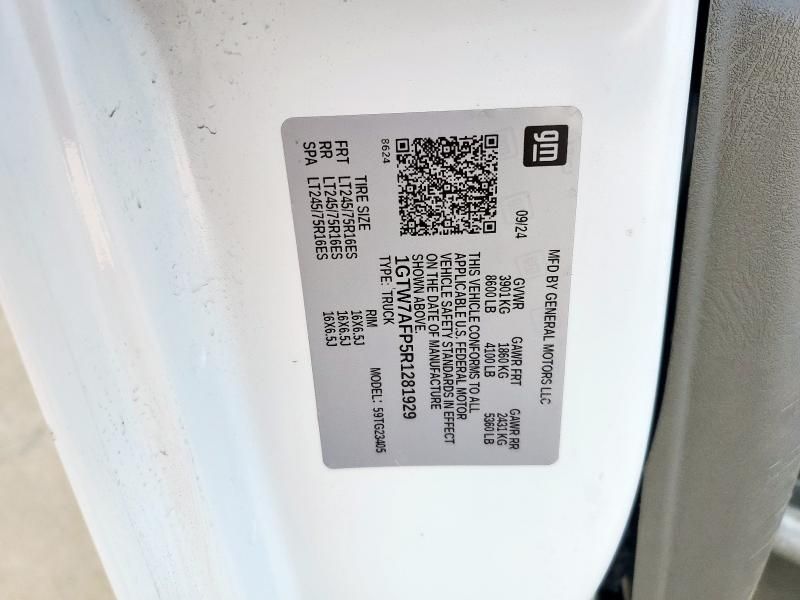 gm
MFD BY GENERAL MOTORS LLC
09/24
GVWR GAWR FRT GAWR RR
3901 KG 1860 KG 2431 KG
8600 LB 4100 LB 5360 LB
THIS VEHICLE CONFORMS TO ALL
APPLICABLE U.S. FEDERAL MOTOR
VEHICLE SAFETY STANDARDS IN EFFECT
ON THE DATE OF MANUFACTURE
SHOWN ABOVE.
1GTW7AFP5R1281929
TYPE: TRUCK MODEL: 59TG23405
8624
TIRE SIZE RIM
FRT LT245/75R16ES 16X6.5J
RR LT245/75R16ES 16X6.5J
SPA LT245/75R16ES 16X6.5J